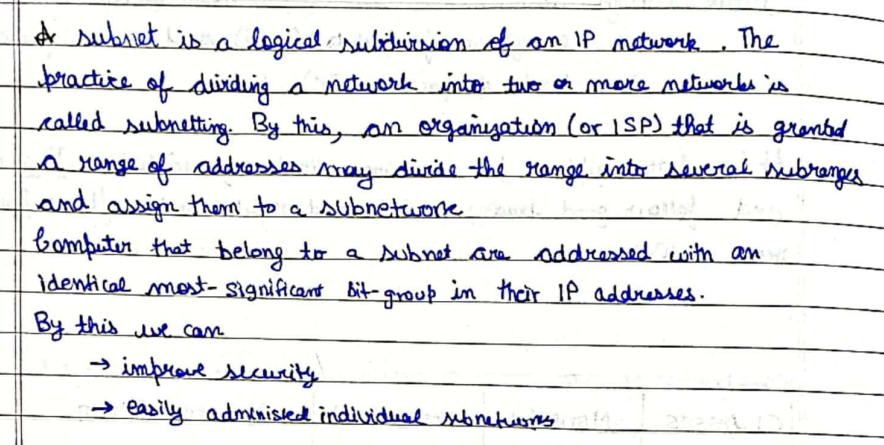 A subnet is a logical subdivision of an IP network. The
practice of dividing a network into two or more networks is
called subnetting. By this, an organization (or ISP) that is granted
a range of addresses may divide the range into several subranges
and assign them to a subnetwork
Computer that belong to a subnet are addressed with an
identical most-significant bit-group in their IP addresses.
By this we can
→ improve security
→ easily individual subnetworks